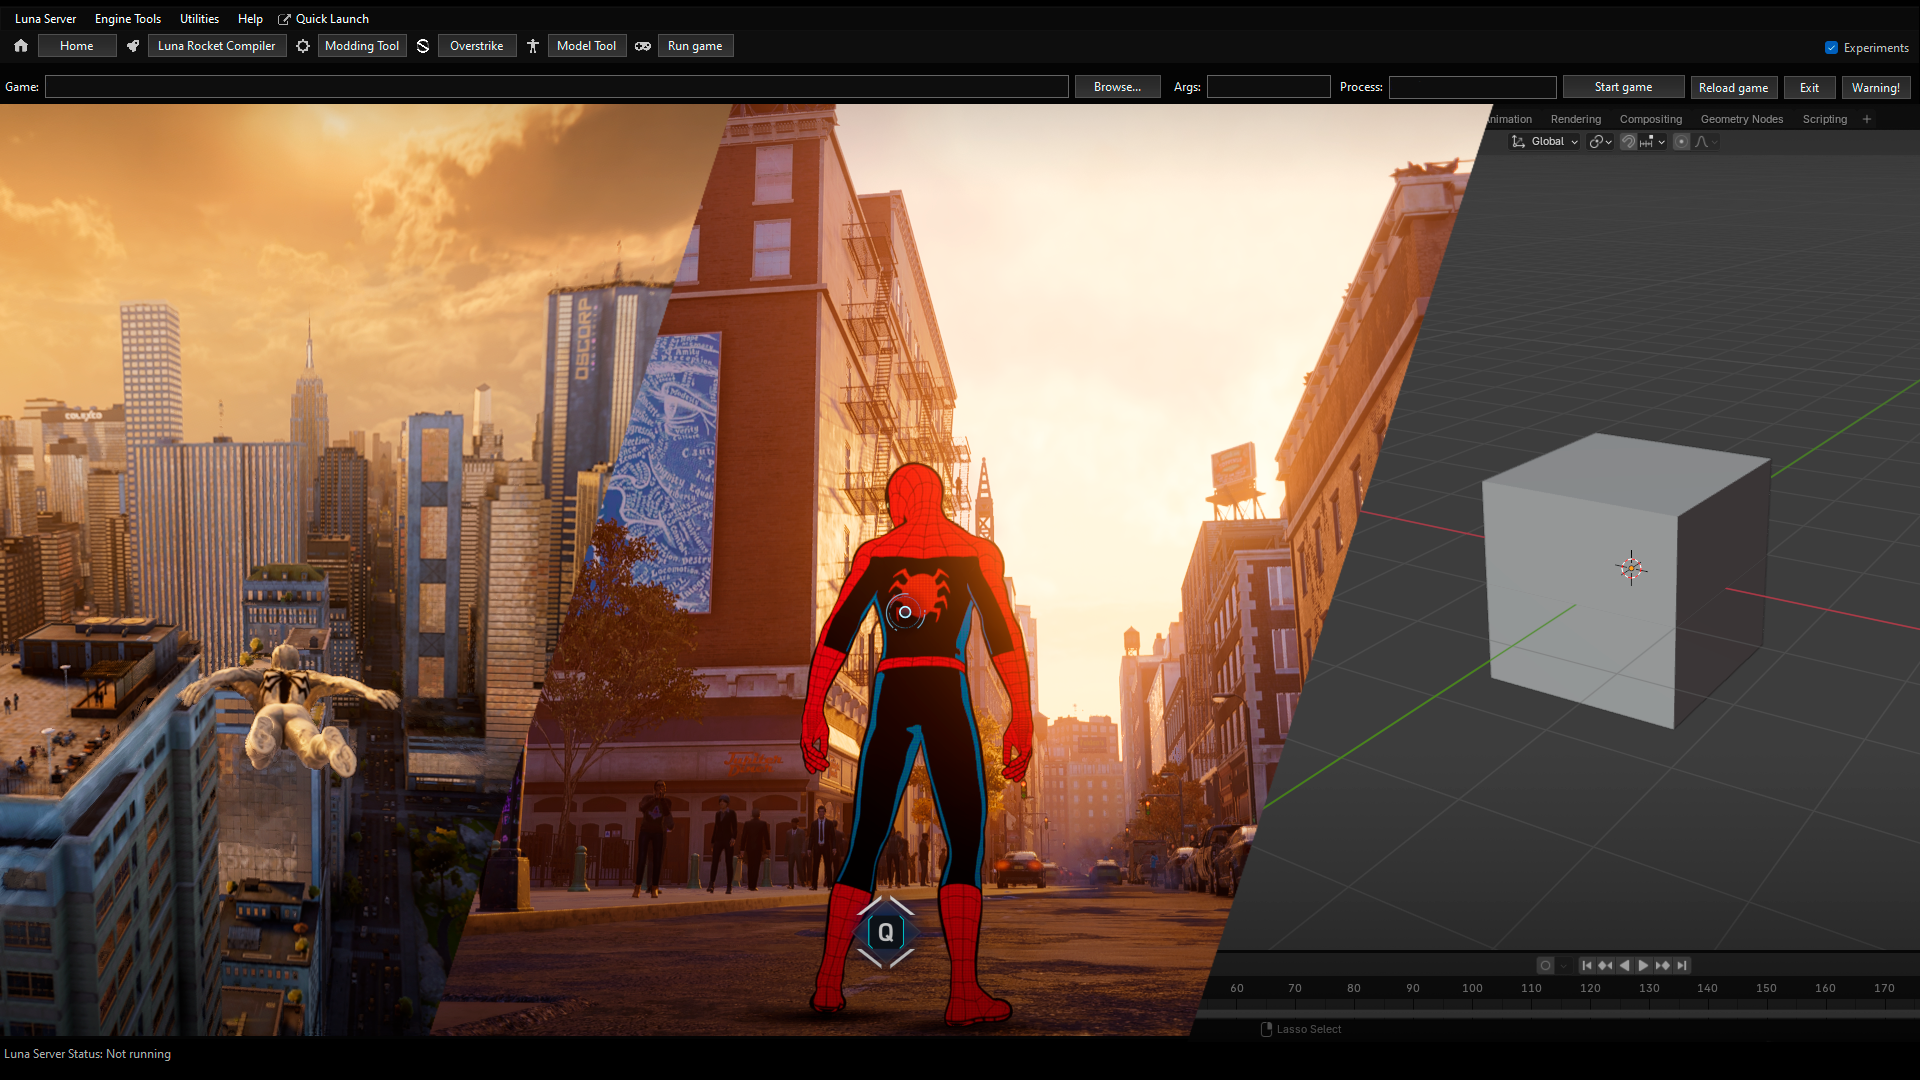 Luna Server Engine Tools Utilities Help Quick Launch
Home Luna Rocket Compiler Modding Tool Overstrike Model Tool Run game
Experiments
Game: Browse... Args: Process: Start game Reload game Exit Warning!
nimation Rendering Compositing Geometry Nodes Scripting +
Global
OSCORP
Q
60 70 80 90 100 110 120 130 140 150 160 170
Lasso Select
Luna Server Status: Not running